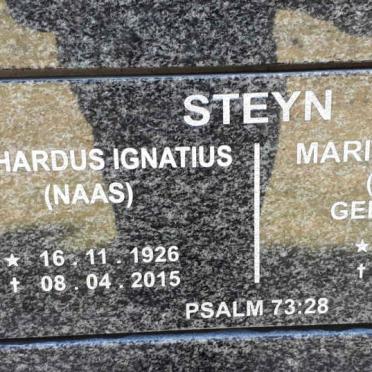 STEYN
HARDUS IGNATIUS
(NAAS)
★ 16 . 11 . 1926
✝ 08 . 04 . 2015
MARI
(
GE
★
✝
PSALM 73:28